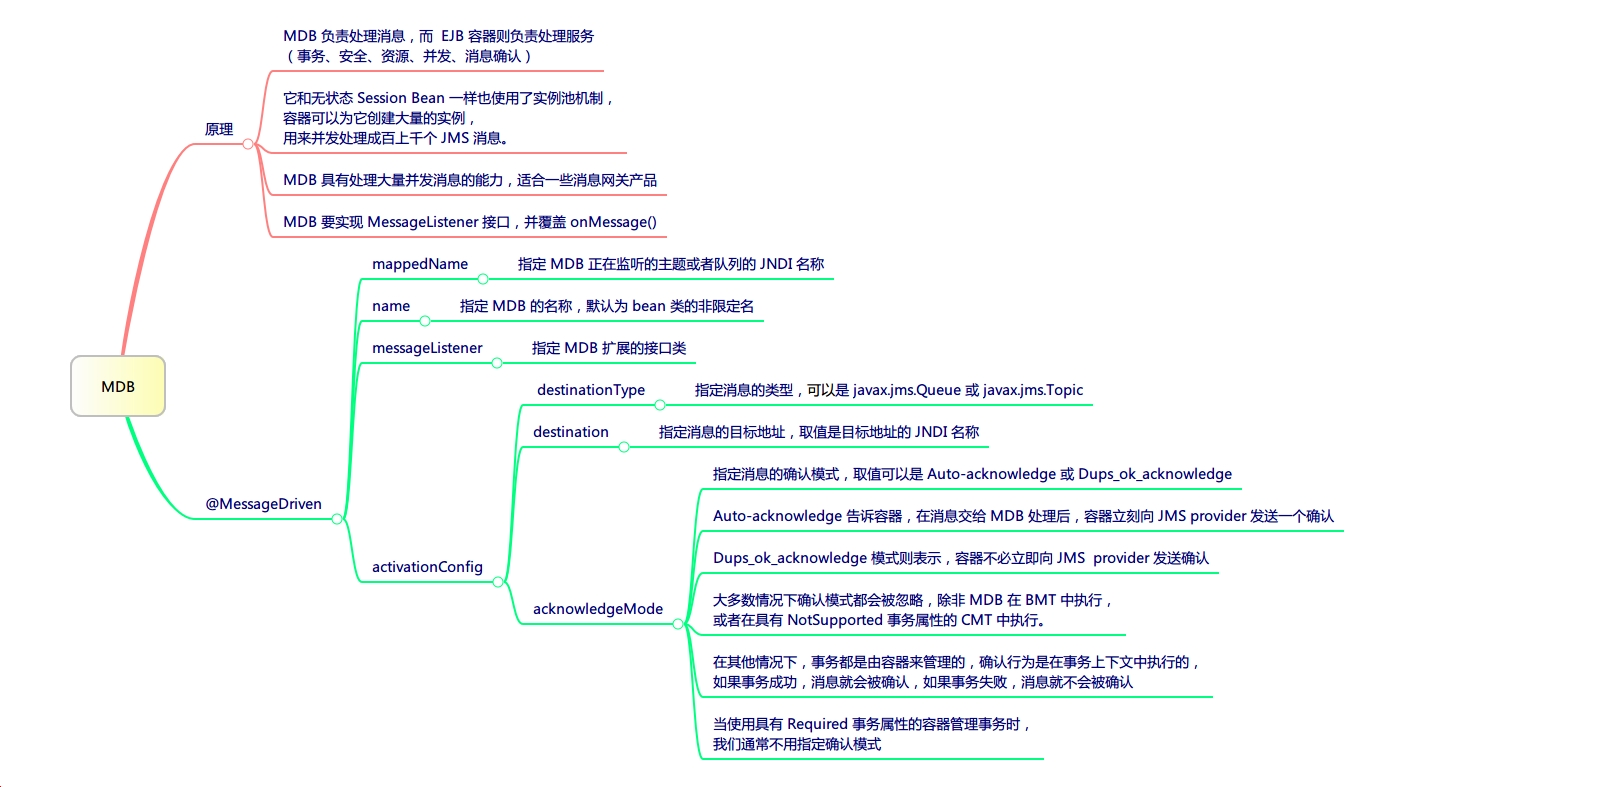 MDB 负责处理消息，而  EJB 容器则负责处理服务
（事务、安全、资源、并发、消息确认）
它和无状态 Session Bean 一样也使用了实例池机制，
容器可以为它创建大量的实例，
用来并发处理成百上千个 JMS 消息。
原理
MDB 具有处理大量并发消息的能力，适合一些消息网关产品
MDB 要实现 MessageListener 接口，并覆盖 onMessage()
mappedName
指定 MDB 正在监听的主题或者队列的 JNDI 名称
name
指定 MDB 的名称，默认为 bean 类的非限定名
messageListener
指定 MDB 扩展的接口类
MDB
destinationType
指定消息的类型，可以是 javax.jms.Queue 或 javax.jms.Topic
destination
指定消息的目标地址，取值是目标地址的 JNDI 名称
@MessageDriven
activationConfig
acknowledgeMode
指定消息的确认模式，取值可以是 Auto-acknowledge 或 Dups_ok_acknowledge
Auto-acknowledge 告诉容器，在消息交给 MDB 处理后，容器立刻向 JMS provider 发送一个确认
Dups_ok_acknowledge 模式则表示，容器不必立即向 JMS  provider 发送确认
大多数情况下确认模式都会被忽略，除非 MDB 在 BMT 中执行，
或者在具有 NotSupported 事务属性的 CMT 中执行。
在其他情况下，事务都是由容器来管理的，确认行为是在事务上下文中执行的，
如果事务成功，消息就会被确认，如果事务失败，消息就不会被确认
当使用具有 Required 事务属性的容器管理事务时，
我们通常不用指定确认模式